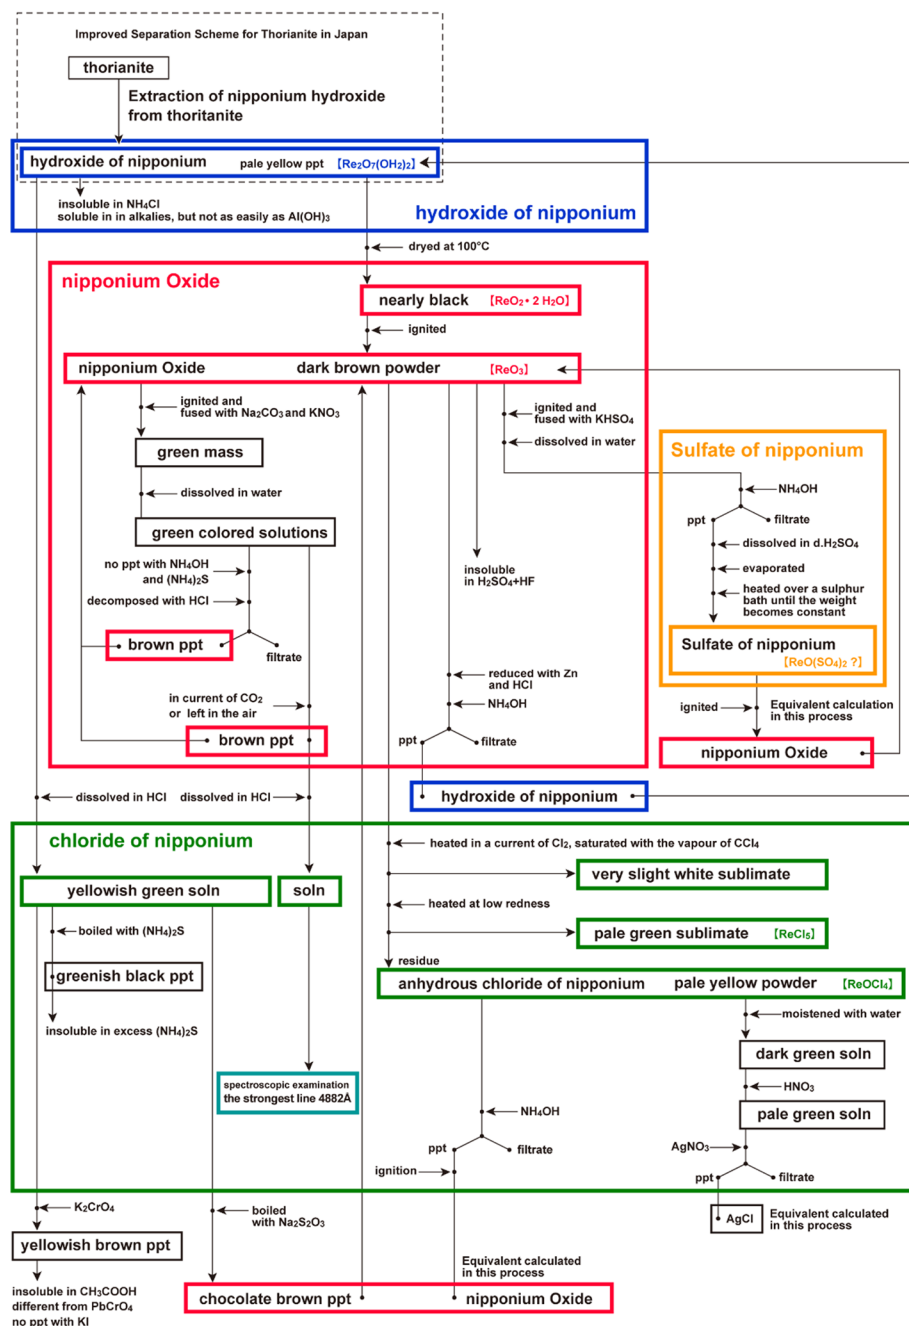 Improved Separation Scheme for Thorianite in Japan
thorianite
Extraction of nipponium hydroxide
from thoritanite
hydroxide of nipponium pale yellow ppt 【Re₂O₇(OH₂)₂】
insoluble in NH₄Cl
soluble in in alkalies, but not as easily as Al(OH)₃
hydroxide of nipponium
dryed at 100°C
nipponium Oxide
nearly black 【ReO₂• 2 H₂O】
ignited
nipponium Oxide dark brown powder 【ReO₃】
ignited and
fused with Na₂CO₃ and KNO₃
green mass
dissolved in water
green colored solutions
no ppt with NH₄OH
and (NH₄)₂S
decomposed with HCl
brown ppt
filtrate
in current of CO₂
or left in the air
brown ppt
insoluble
in H₂SO₄+HF
reduced with Zn
and HCl
NH₄OH
ppt
filtrate
ignited and
fused with KHSO₄
dissolved in water
Sulfate of nipponium
NH₄OH
ppt
filtrate
dissolved in d.H₂SO₄
evaporated
heated over a sulphur
bath until the weight
becomes constant
Sulfate of nipponium
【ReO(SO₄)₂ ?】
ignited
Equivalent calculation
in this process
nipponium Oxide
hydroxide of nipponium
dissolved in HCl
dissolved in HCl
chloride of nipponium
yellowish green soln
soln
boiled with (NH₄)₂S
greenish black ppt
insoluble in excess (NH₄)₂S
spectroscopic examination
the strongest line 4882Å
heated in a current of Cl₂, saturated with the vapour of CCl₄
very slight white sublimate
heated at low redness
pale green sublimate 【ReCl₅】
residue
anhydrous chloride of nipponium pale yellow powder 【ReOCl₄】
moistened with water
dark green soln
HNO₃
pale green soln
AgNO₃
ppt
filtrate
AgCl
Equivalent calculated
in this process
NH₄OH
ppt
filtrate
ignition
K₂CrO₄
yellowish brown ppt
insoluble in CH₃COOH
different from PbCrO₄
no ppt with KI
boiled
with Na₂S₂O₃
Equivalent calculated
in this process
chocolate brown ppt
nipponium Oxide